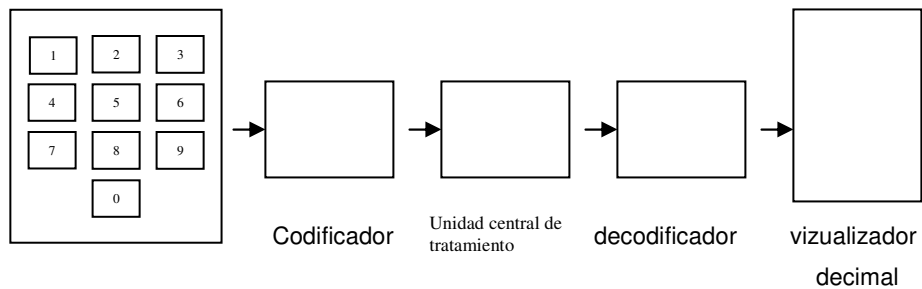 1 2 3
4 5 6
7 8 9
0
Codificador
Unidad central de
tratamiento
decodificador
vizualizador
decimal